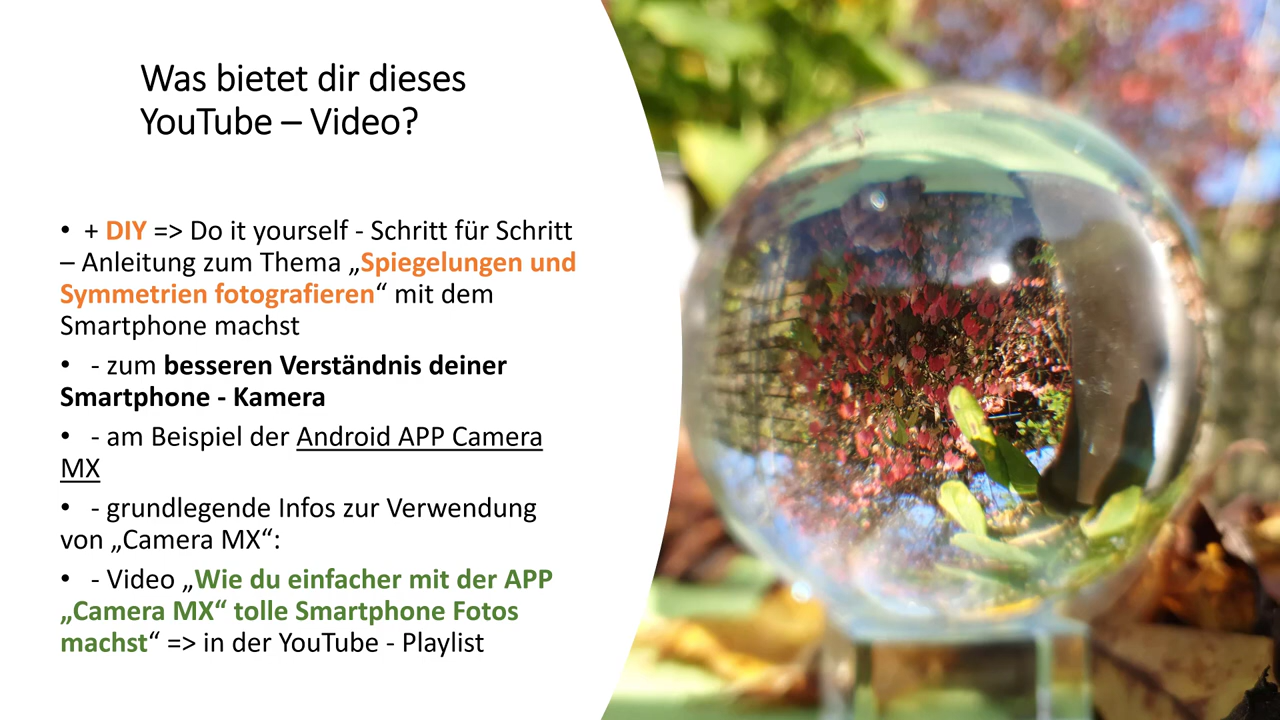 Was bietet dir dieses
YouTube – Video?
• + DIY => Do it yourself - Schritt für Schritt
– Anleitung zum Thema „Spiegelungen und
Symmetrien fotografieren“ mit dem
Smartphone machst
• - zum besseren Verständnis deiner
Smartphone - Kamera
• - am Beispiel der Android APP Camera
MX
• - grundlegende Infos zur Verwendung
von „Camera MX“:
• - Video „Wie du einfacher mit der APP
„Camera MX“ tolle Smartphone Fotos
machst“ => in der YouTube - Playlist